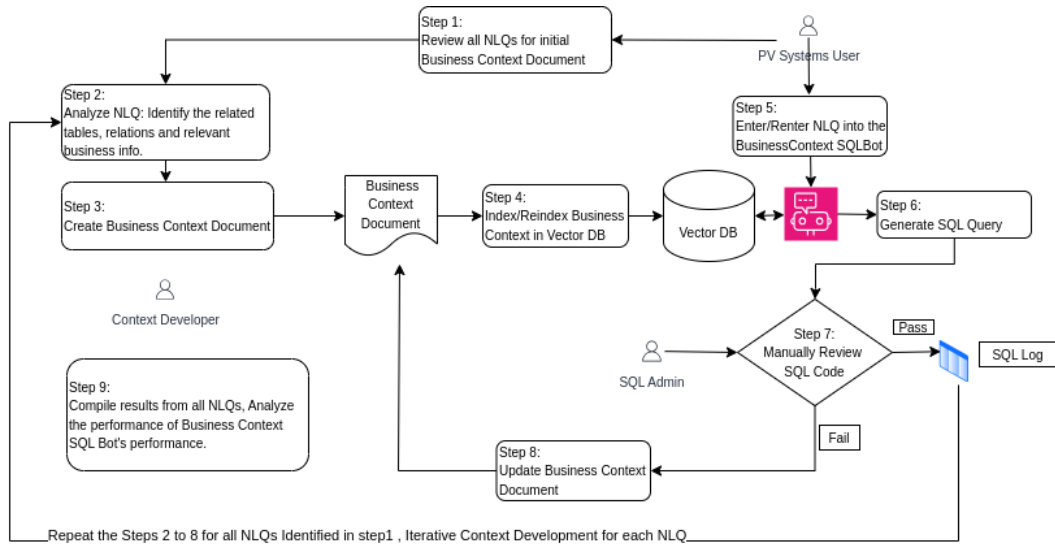 Step 1:
Review all NLQs for initial
Business Context Document
PV Systems User
Step 2:
Analyze NLQ: Identify the related
tables, relations and relevant
business info.
Step 5:
Enter/Renter NLQ into the
BusinessContext SQLBot
Step 3:
Create Business Context Document
Business
Context
Document
Step 4:
Index/Reindex Business
Context in Vector DB
Vector DB
Step 6:
Generate SQL Query
Context Developer
Step 7:
Manually Review
SQL Code
Pass
SQL Log
SQL Admin
Step 9:
Compile results from all NLQs, Analyze
the performance of Business Context
SQL Bot's performance.
Fail
Step 8:
Update Business Context
Document
Repeat the Steps 2 to 8 for all NLQs Identified in step1 , Iterative Context Development for each NLQ